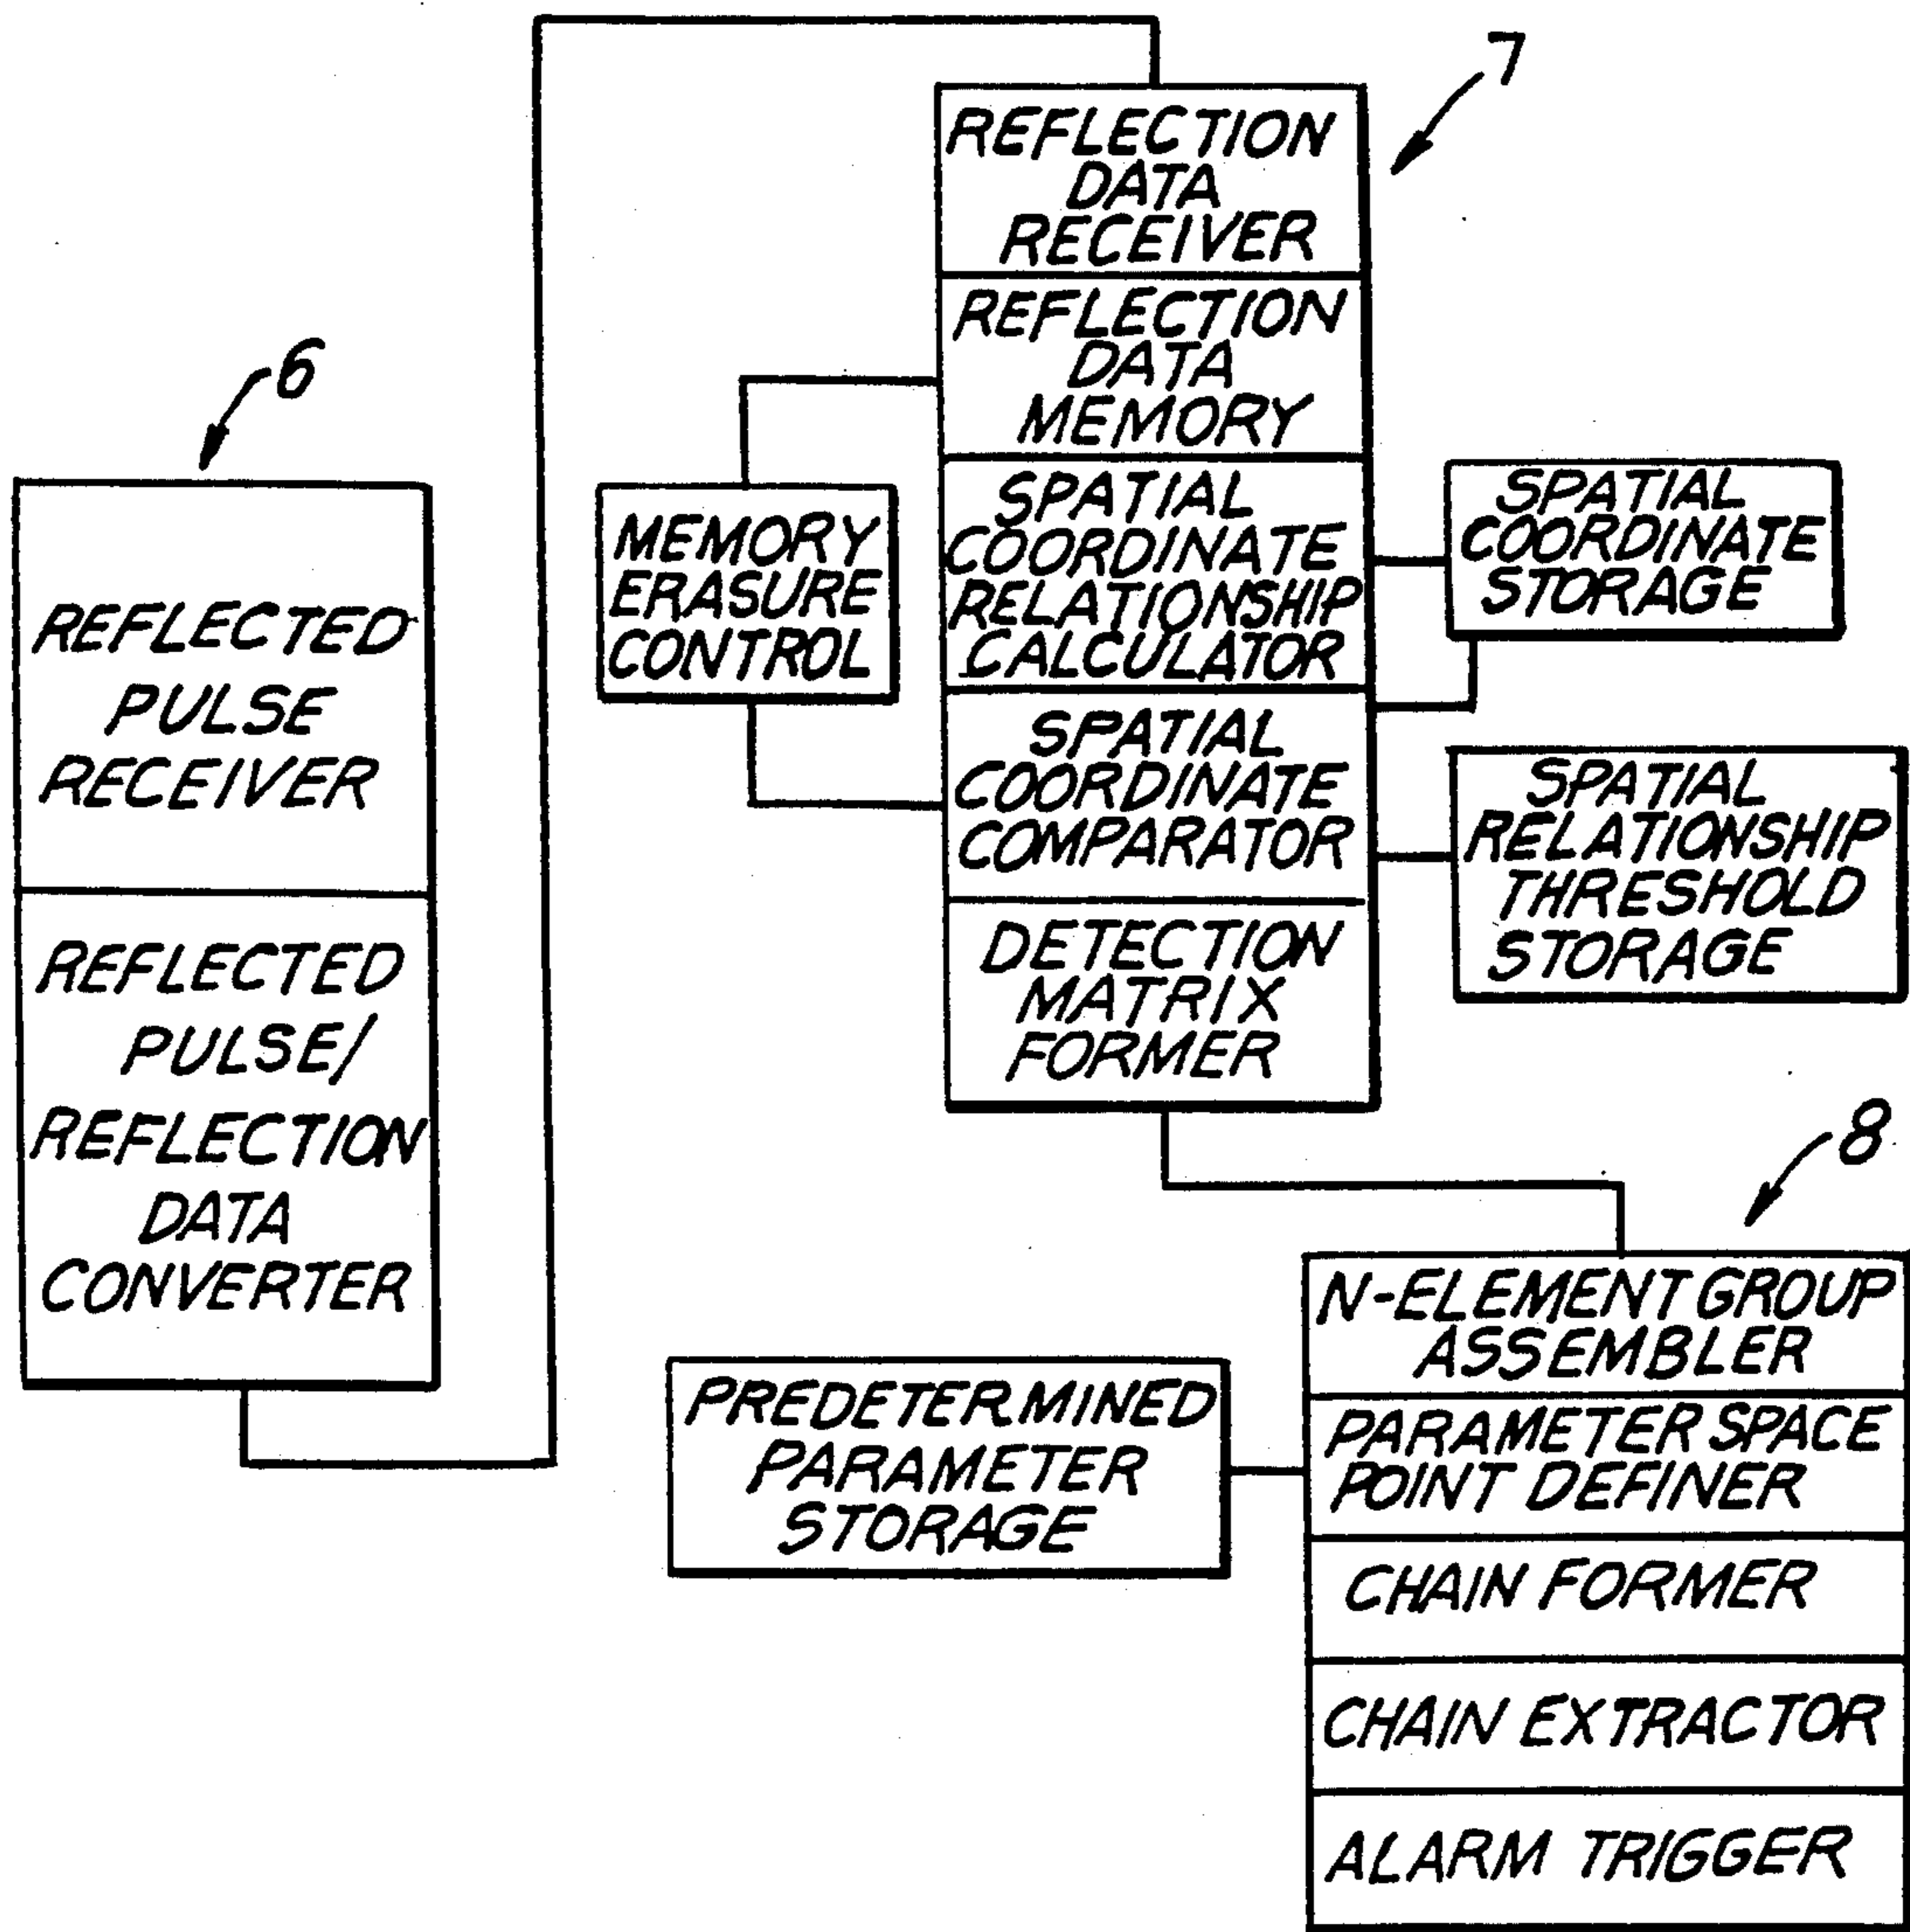 6
REFLECTED
PULSE
RECEIVER
REFLECTED
PULSE/
REFLECTION
DATA
CONVERTER
7
REFLECTION
DATA
RECEIVER
REFLECTION
DATA
MEMORY
SPATIAL
COORDINATE
RELATIONSHIP
CALCULATOR
SPATIAL
COORDINATE
COMPARATOR
DETECTION
MATRIX
FORMER
MEMORY
ERASURE
CONTROL
SPATIAL
COORDINATE
STORAGE
SPATIAL
RELATIONSHIP
THRESHOLD
STORAGE
8
N-ELEMENT GROUP
ASSEMBLER
PARAMETER SPACE
POINT DEFINER
CHAIN FORMER
CHAIN EXTRACTOR
ALARM TRIGGER
PREDETERMINED
PARAMETER
STORAGE